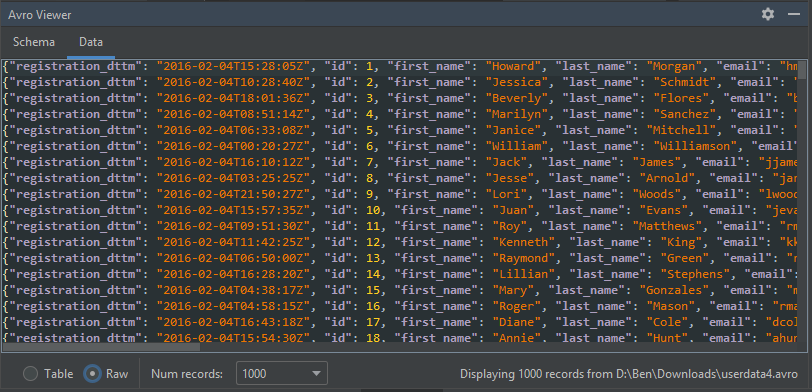 Avro Viewer
Schema Data
{"registration_dttm": "2016-02-04T15:28:05Z", "id": 1, "first_name": "Howard", "last_name": "Morgan", "email": "hm
{"registration_dttm": "2016-02-04T10:28:40Z", "id": 2, "first_name": "Jessica", "last_name": "Schmidt", "email": "
{"registration_dttm": "2016-02-04T18:01:36Z", "id": 3, "first_name": "Beverly", "last_name": "Flores", "email": "b
{"registration_dttm": "2016-02-04T08:51:14Z", "id": 4, "first_name": "Marilyn", "last_name": "Sanchez", "email": "
{"registration_dttm": "2016-02-04T06:33:08Z", "id": 5, "first_name": "Janice", "last_name": "Mitchell", "email": "
{"registration_dttm": "2016-02-04T00:20:27Z", "id": 6, "first_name": "William", "last_name": "Williamson", "email"
{"registration_dttm": "2016-02-04T16:10:12Z", "id": 7, "first_name": "Jack", "last_name": "James", "email": "jjame
{"registration_dttm": "2016-02-04T03:25:25Z", "id": 8, "first_name": "Jesse", "last_name": "Arnold", "email": "jar
{"registration_dttm": "2016-02-04T21:50:27Z", "id": 9, "first_name": "Lori", "last_name": "Woods", "email": "lwood
{"registration_dttm": "2016-02-04T15:57:35Z", "id": 10, "first_name": "Juan", "last_name": "Evans", "email": "jeva
{"registration_dttm": "2016-02-04T09:51:30Z", "id": 11, "first_name": "Roy", "last_name": "Matthews", "email": "rm
{"registration_dttm": "2016-02-04T11:42:25Z", "id": 12, "first_name": "Kenneth", "last_name": "King", "email": "kk
{"registration_dttm": "2016-02-04T06:50:00Z", "id": 13, "first_name": "Raymond", "last_name": "Green", "email": "r
{"registration_dttm": "2016-02-04T16:28:20Z", "id": 14, "first_name": "Lillian", "last_name": "Stephens", "email":
{"registration_dttm": "2016-02-04T04:38:17Z", "id": 15, "first_name": "Mary", "last_name": "Gonzales", "email": "m
{"registration_dttm": "2016-02-04T04:58:15Z", "id": 16, "first_name": "Roger", "last_name": "Mason", "email": "rma
{"registration_dttm": "2016-02-04T16:43:18Z", "id": 17, "first_name": "Diane", "last_name": "Cole", "email": "dcol
{"registration_dttm": "2016-02-04T15:54:30Z", "id": 18, "first_name": "Annie", "last_name": "Hunt", "email": "ahun
Table Raw Num records: 1000 Displaying 1000 records from D:\Ben\Downloads\userdata4.avro